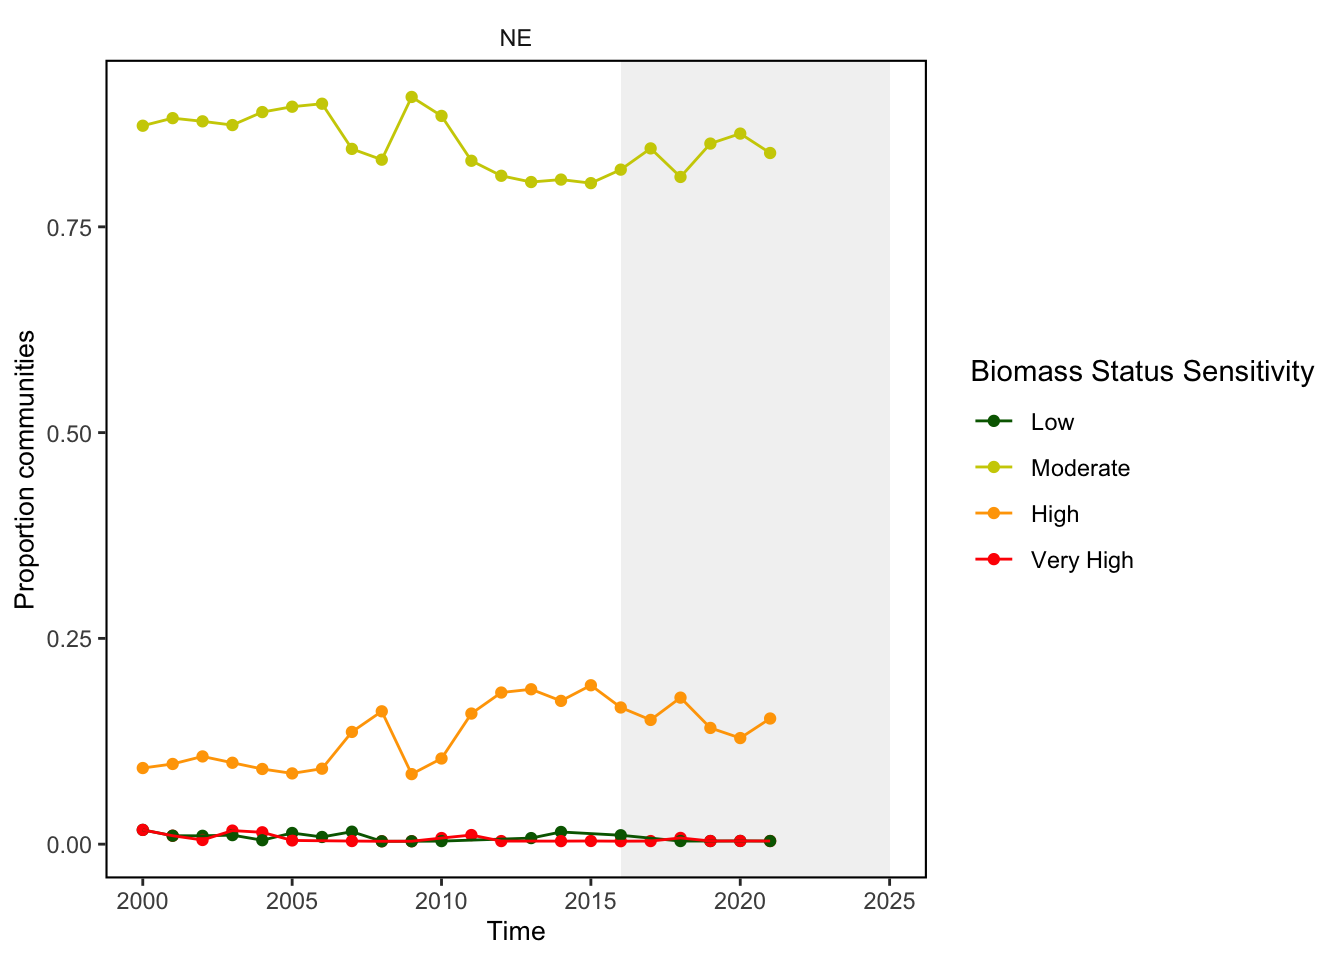 NE
Proportion communities
0.75
0.50
0.25
0.00
2000
2005
2010
2015
2020
2025
Time
Biomass Status Sensitivity
Low
Moderate
High
Very High